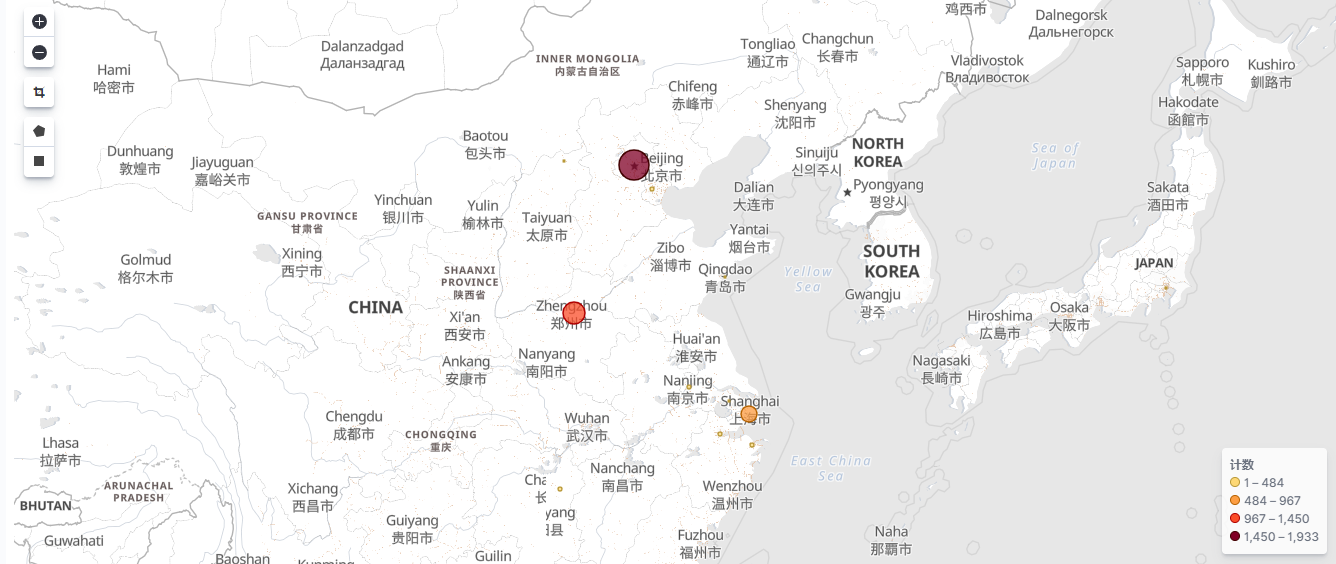 鸡西市
Dalnegorsk
Дальнегорск
Dalanzadgad
Даланзадгад
Tongliao
通辽市
Changchun
长春市
INNER MONGOLIA
内蒙古自治区
Vladivostok
Владивосток
Sapporo
札幌市
Kushiro
釧路市
Hami
哈密市
Chifeng
赤峰市
Shenyang
沈阳市
Hakodate
函館市
Baotou
包头市
NORTH
KOREA
Sea of
Japan
Dunhuang
敦煌市
Jiayuguan
嘉峪关市
Beijing
北京市
Sinuiju
신의주시
Pyongyang
평양시
Dalian
大连市
Sakata
酒田市
Yinchuan
银川市
Yulin
榆林市
GANSU PROVINCE
甘肃省
Taiyuan
太原市
Yantai
烟台市
Zibo
淄博市
SOUTH
KOREA
Golmud
格尔木市
Xining
西宁市
SHAANXI
PROVINCE
陕西省
Qingdao
青岛市
Yellow
Sea
JAPAN
CHINA
Zhengzhou
郑州市
Gwangju
광주
Xi'an
西安市
Hiroshima
広島市
Osaka
大阪市
Huai'an
淮安市
Ankang
安康市
Nanyang
南阳市
Nagasaki
長崎市
Nanjing
南京市
Shanghai
上海市
Chengdu
成都市
Wuhan
武汉市
CHONGQING
重庆
Lhasa
拉萨市
East China
Sea
Nanchang
南昌市
计数
1 – 484
484 – 967
967 – 1,450
1,450 – 1,933
ARUNACHAL
PRADESH
Xichang
西昌市
Cha
长
Wenzhou
温州市
BHUTAN
yang
阳县
Guiyang
贵阳市
Guwahati
Fuzhou
福州市
Naha
那覇市
Baoshan
Kunming
Guilin